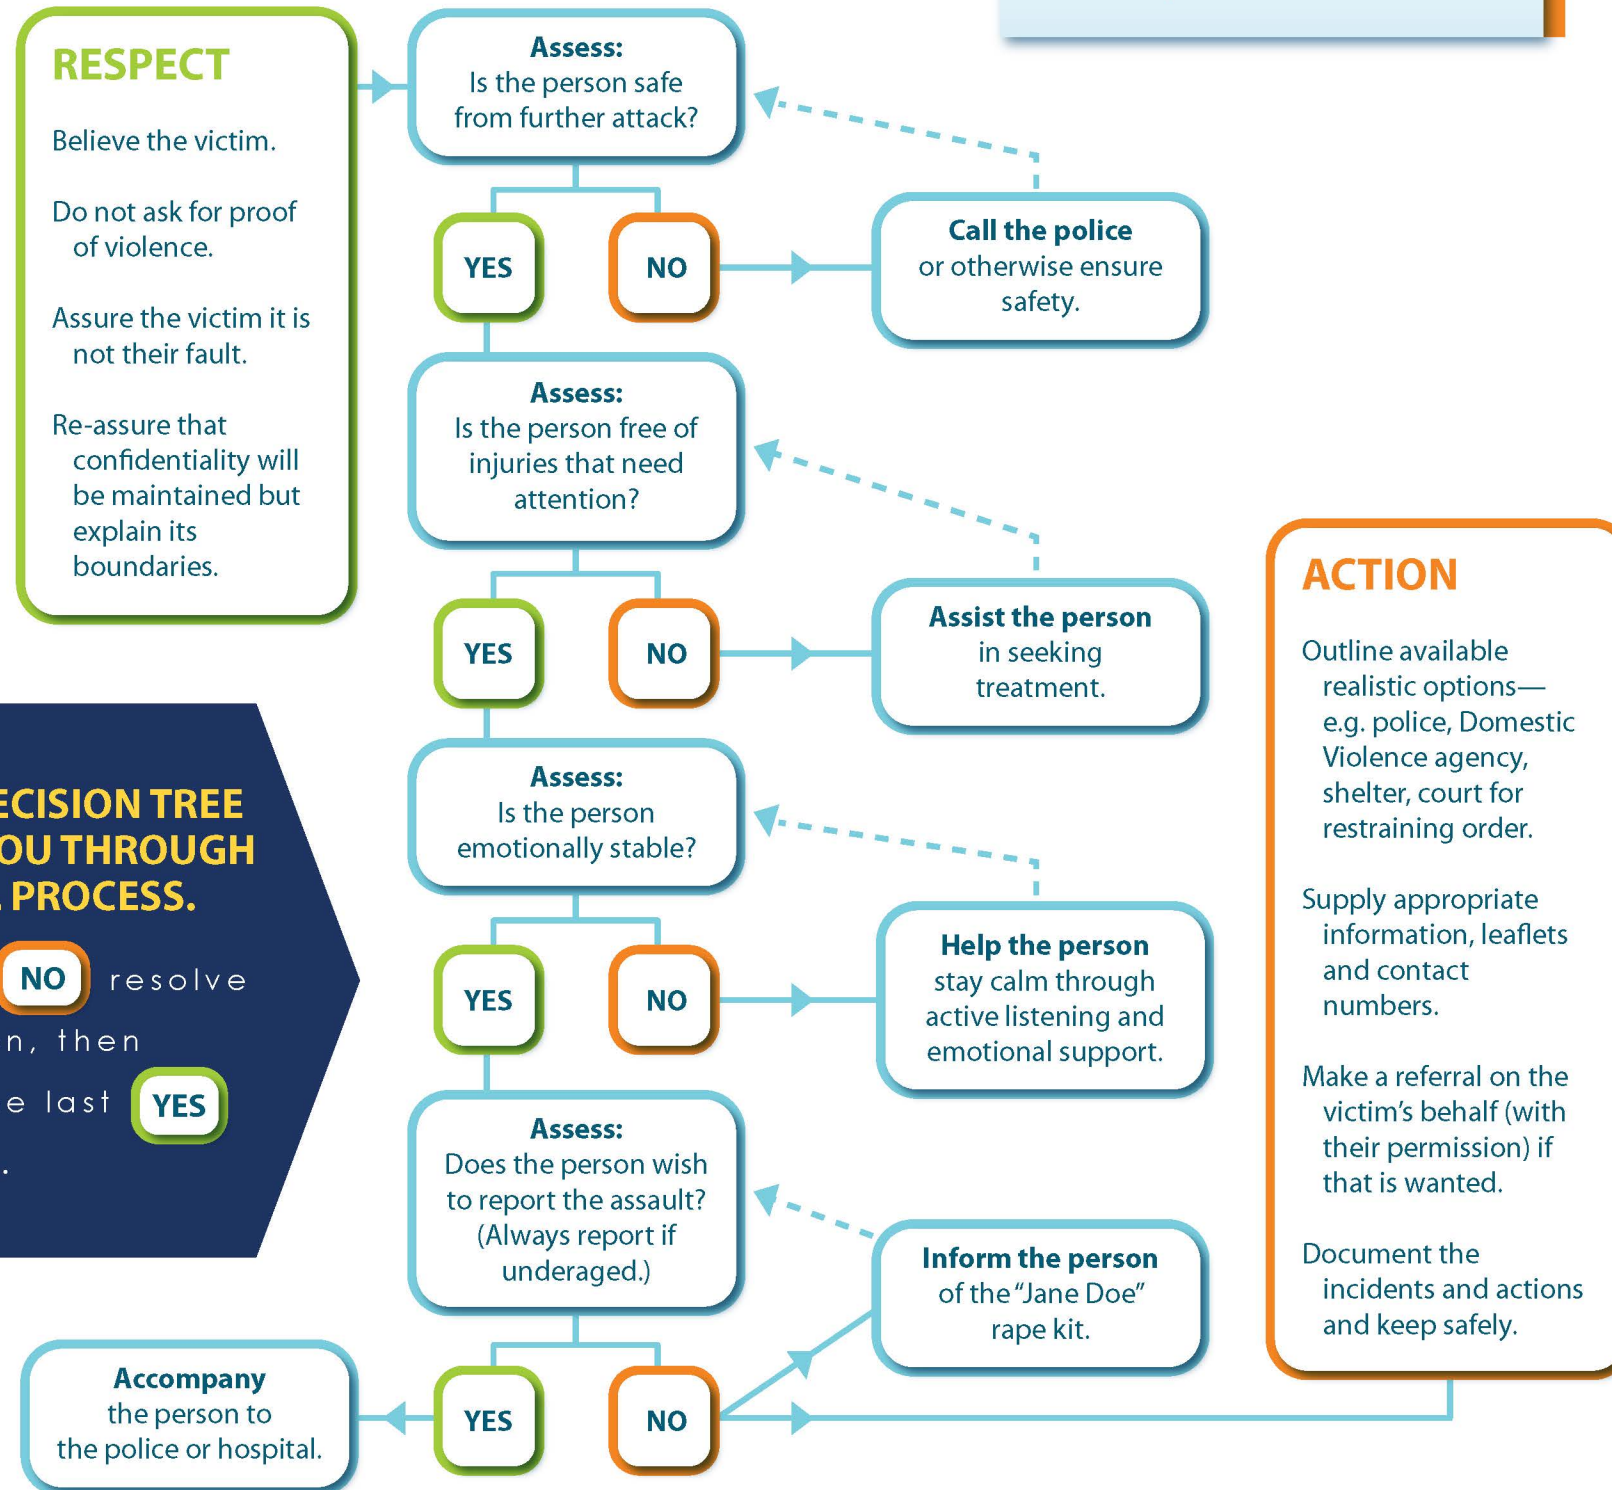 RESPECT
Believe the victim.
Do not ask for proof
of violence.
Assure the victim it is
not their fault.
Re-assure that
confidentiality will
be maintained but
explain its
boundaries.
Assess:
Is the person safe
from further attack?
YES
NO
Call the police
or otherwise ensure
safety.
Assess:
Is the person free of
injuries that need
attention?
YES
NO
Assist the person
in seeking
treatment.
Assess:
Is the person
emotionally stable?
YES
NO
Help the person
stay calm through
active listening and
emotional support.
Assess:
Does the person wish
to report the assault?
(Always report if
underaged.)
YES
NO
Inform the person
of the “Jane Doe”
rape kit.
Accompany
the person to
the police or hospital.
ECISION TREE
OU THROUGH
PROCESS.
NO resolve
n, then
e last YES
.
ACTION
Outline available
realistic options—
e.g. police, Domestic
Violence agency,
shelter, court for
restraining order.
Supply appropriate
information, leaflets
and contact
numbers.
Make a referral on the
victim’s behalf (with
their permission) if
that is wanted.
Document the
incidents and actions
and keep safely.